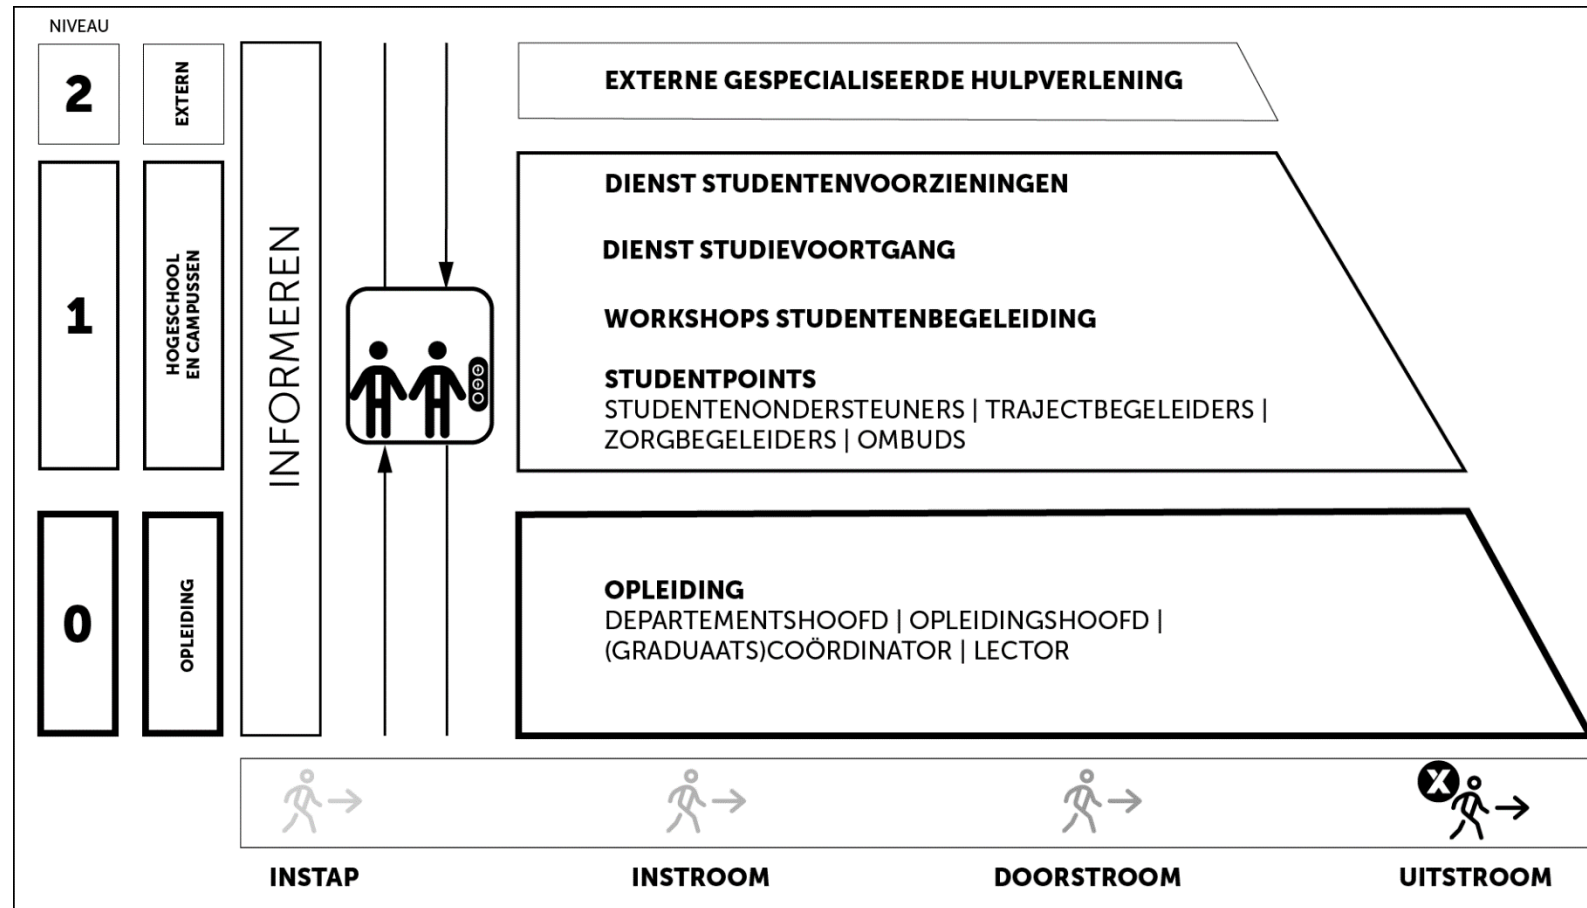 NIVEAU
2
EXTERN
EXTERNE GESPECIALISEERDE HULPVERLENING
1
HOGESCHOOL
EN CAMPUSSEN
INFORMEREN
DIENST STUDENTENVOORZIENINGEN
DIENST STUDIEVOORTGANG
WORKSHOPS STUDENTENBEGELEIDING
STUDENTPOINTS
STUDENTENONDERSTEUNERS | TRAJECTBEGELEIDERS |
ZORGBEGELEIDERS | OMBUDS
0
OPLEIDING
OPLEIDING
DEPARTEMENTSHOOFD | OPLEIDINGSHOOFD |
(GRADUAATS)COÖRDINATOR | LECTOR
X
INSTAP
INSTROOM
DOORSTROOM
UITSTROOM